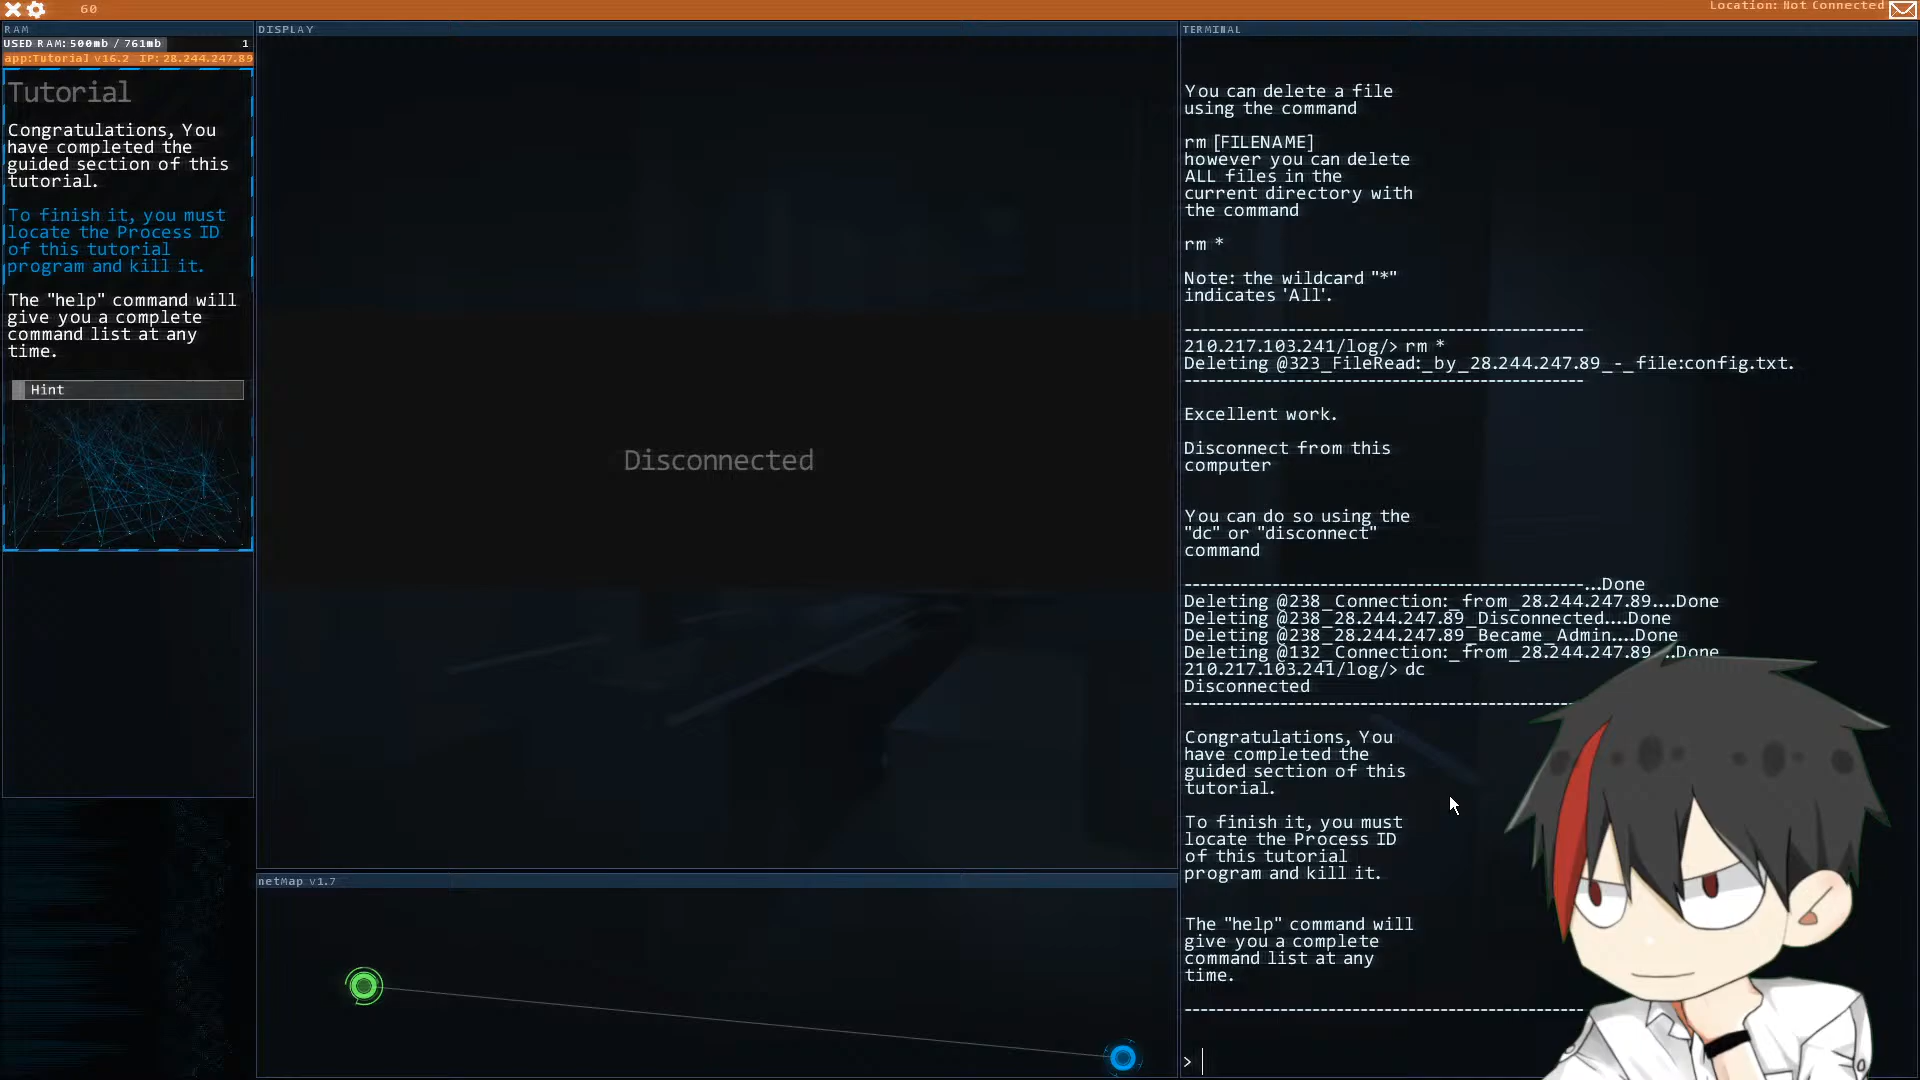 60
Location: Not Connected
RAM
USED RAM: 500mb / 761mb
1
app:Tutorial v16.2 IP: 28.244.247.89
Tutorial
Congratulations, You
have completed the
guided section of this
tutorial.
To finish it, you must
locate the Process ID
of this tutorial
program and kill it.
The "help" command will
give you a complete
command list at any
time.
Hint
DISPLAY
Disconnected
netMap v1.7
TERMINAL
You can delete a file
using the command
rm [FILENAME]
however you can delete
ALL files in the
current directory with
the command
rm *
Note: the wildcard "*"
indicates 'All'.
--------------------------------------------------
210.217.103.241/log/> rm *
Deleting @323_FileRead:_by_28.244.247.89_-_file:config.txt.
--------------------------------------------------
Excellent work.
Disconnect from this
computer
You can do so using the
"dc" or "disconnect"
command
--------------------------------------------------...Done
Deleting @238_Connection:_from_28.244.247.89....Done
Deleting @238_28.244.247.89_Disconnected....Done
Deleting @238_28.244.247.89_Became_Admin....Done
Deleting @132_Connection:_from_28.244.247.89....Done
210.217.103.241/log/> dc
Disconnected
--------------------------------------------------
Congratulations, You
have completed the
guided section of this
tutorial.
To finish it, you must
locate the Process ID
of this tutorial
program and kill it.
The "help" command will
give you a complete
command list at any
time.
--------------------------------------------------
>